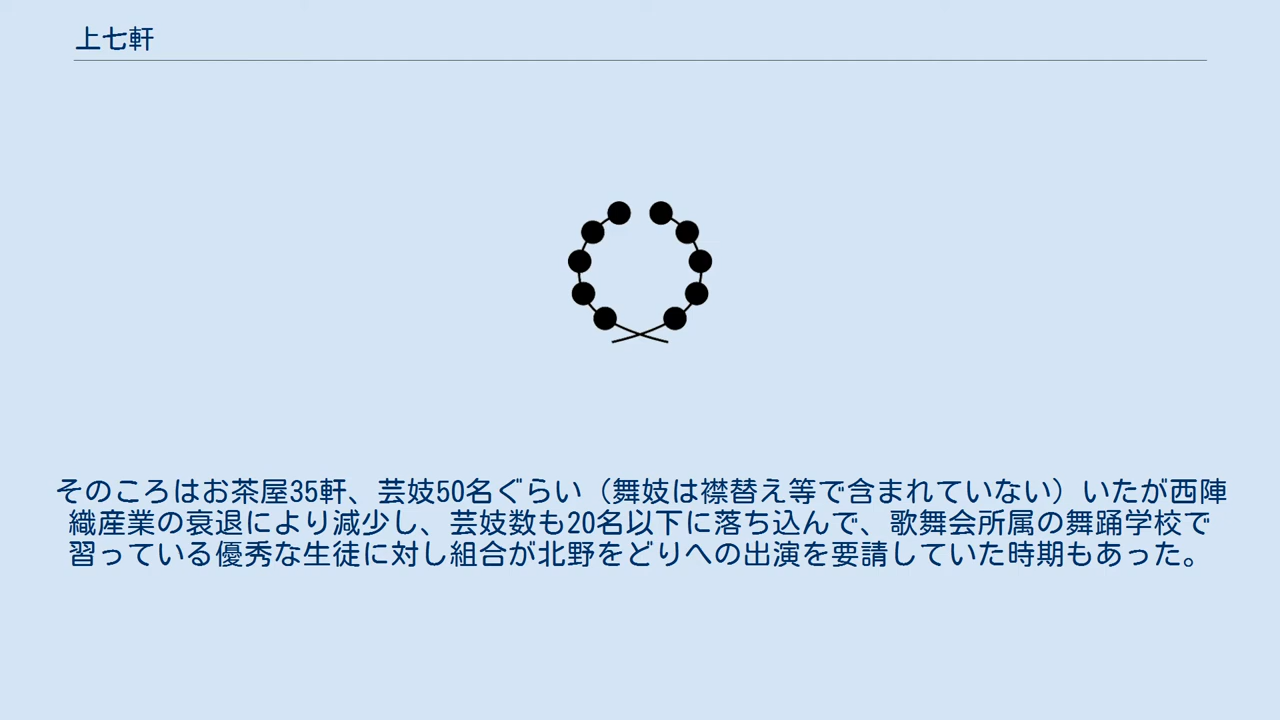 上七軒
そのころはお茶屋35軒、芸妓50名ぐらい（舞妓は襟替え等で含まれていない）いたが西陣
織産業の衰退により減少し、芸妓数も20名以下に落ち込んで、歌舞会所属の舞踊学校で
習っている優秀な生徒に対し組合が北野をどりへの出演を要請していた時期もあった。